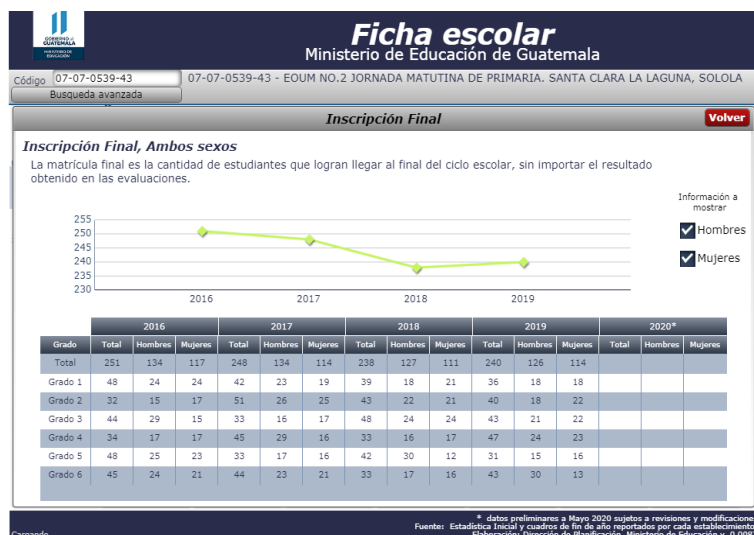 GOBIERNO de
GUATEMALA
MINISTERIO DE
EDUCACIÓN
Ficha escolar
Ministerio de Educación de Guatemala
Código 07-07-0539-43 07-07-0539-43 - EOUM NO.2 JORNADA MATUTINA DE PRIMARIA. SANTA CLARA LA LAGUNA, SOLOLA
Busqueda avanzada
Inscripción Final Volver
Inscripción Final, Ambos sexos
La matrícula final es la cantidad de estudiantes que logran llegar al final del ciclo escolar, sin importar el resultado
obtenido en las evaluaciones.
Información a
mostrar
Hombres
Mujeres
255
250
245
240
235
230
2016 2017 2018 2019
2016 2017 2018 2019 2020*
Grado Total Hombres Mujeres Total Hombres Mujeres Total Hombres Mujeres Total Hombres Mujeres Total Hombres Mujeres
Total 251 134 117 248 134 114 238 127 111 240 126 114
Grado 1 48 24 24 42 23 19 39 18 21 36 18 18
Grado 2 32 15 17 51 26 25 43 22 21 40 18 22
Grado 3 44 29 15 33 16 17 48 24 24 43 21 22
Grado 4 34 17 17 45 29 16 33 16 17 47 24 23
Grado 5 48 25 23 33 17 16 42 30 12 31 15 16
Grado 6 45 24 21 44 23 21 33 17 16 43 30 13
* datos preliminares a Mayo 2020 sujetos a revisiones y modificacione
Fuente: Estadística Inicial y cuadros de fin de año reportados por cada establecimiento
Elaboración: Dirección de Planificación, Ministerio de Educación v. 0.009
Cargando